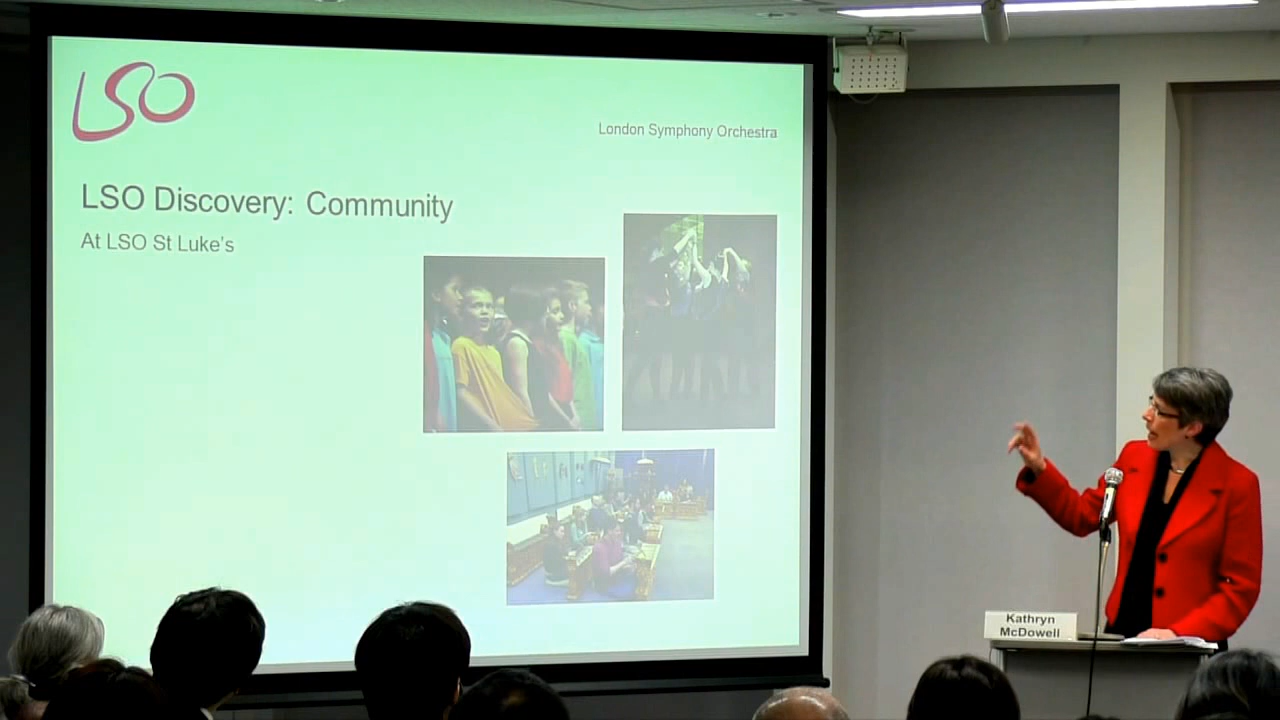 LSO
London Symphony Orchestra
LSO Discovery: Community
At LSO St Luke's
Kathryn
McDowell